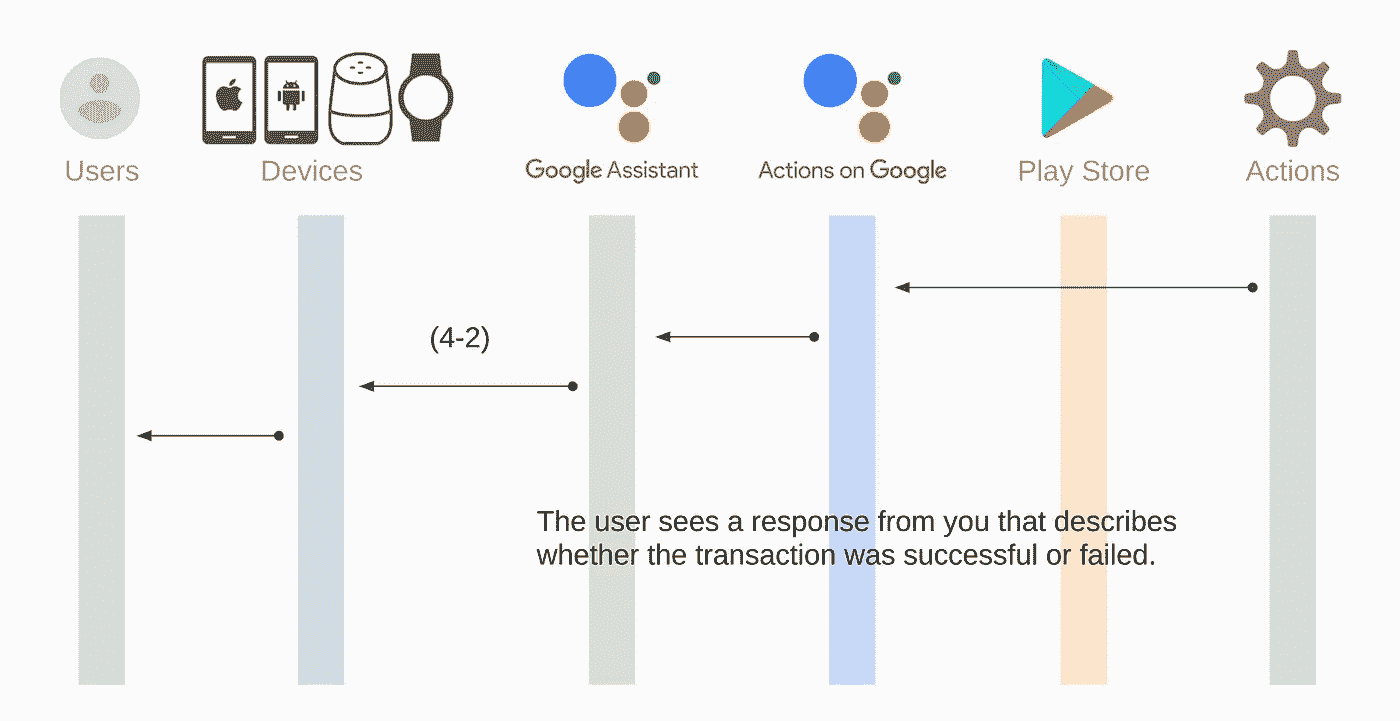 Users
Devices
Google Assistant
Actions on Google
Play Store
Actions
(4-2)
The user sees a response from you that describes
whether the transaction was successful or failed.